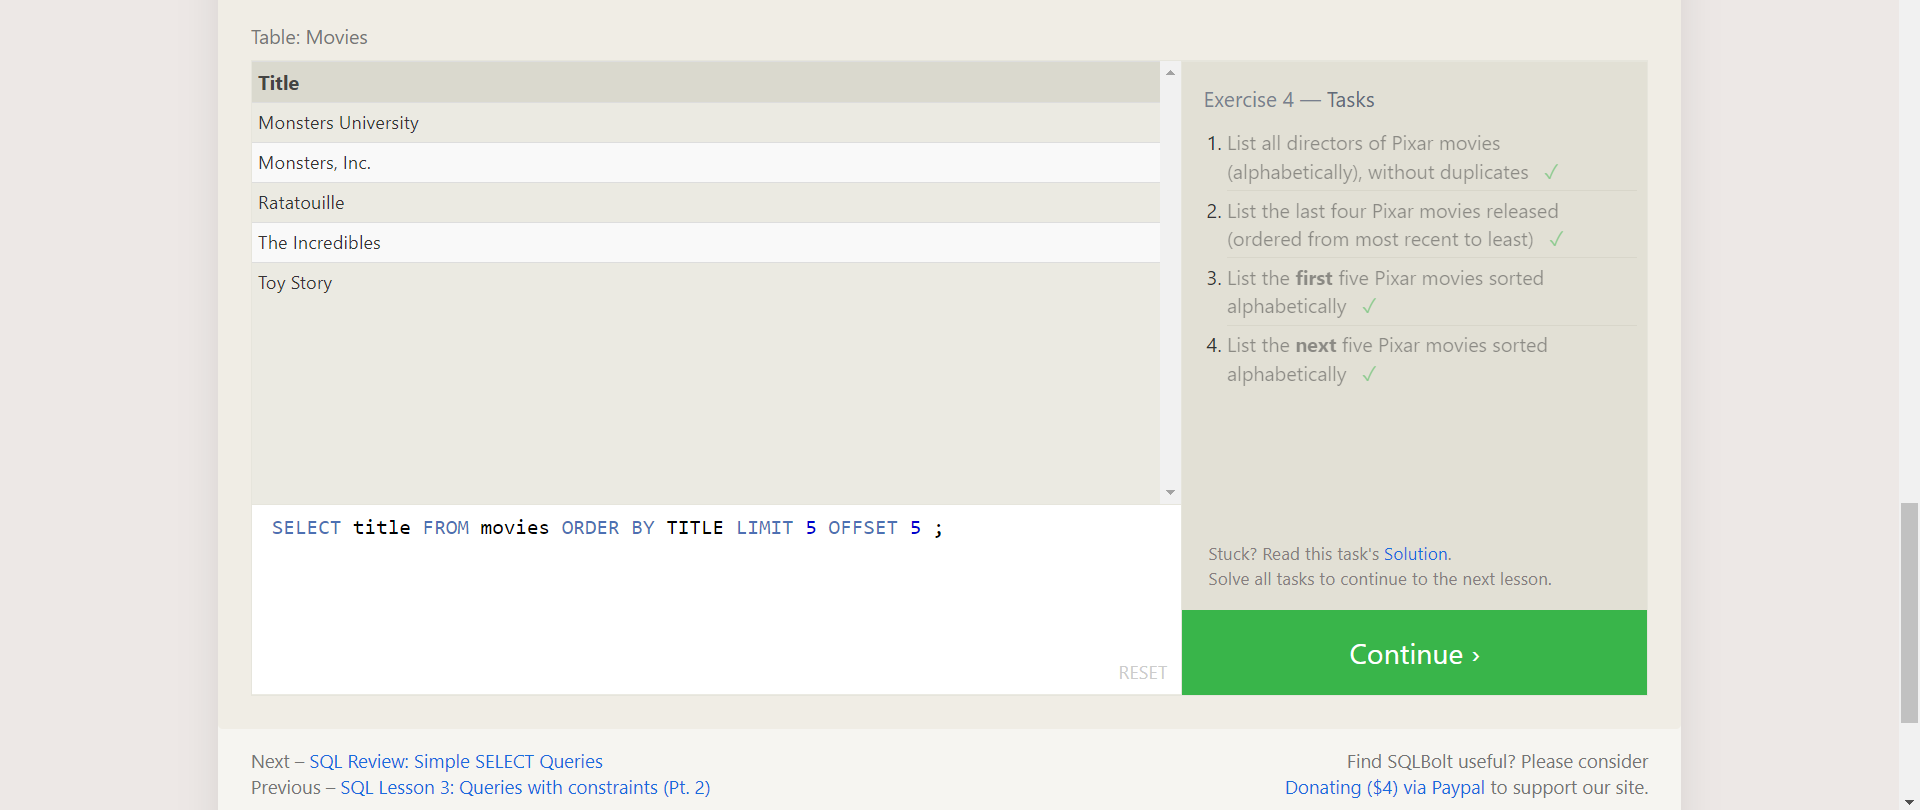 Table: Movies
Title
Monsters University
Monsters, Inc.
Ratatouille
The Incredibles
Toy Story
SELECT title FROM movies ORDER BY TITLE LIMIT 5 OFFSET 5 ;
RESET
Exercise 4 — Tasks
1. List all directors of Pixar movies
(alphabetically), without duplicates ✓
2. List the last four Pixar movies released
(ordered from most recent to least) ✓
3. List the first five Pixar movies sorted
alphabetically ✓
4. List the next five Pixar movies sorted
alphabetically ✓
Stuck? Read this task's Solution.
Solve all tasks to continue to the next lesson.
Continue ›
Next – SQL Review: Simple SELECT Queries
Previous – SQL Lesson 3: Queries with constraints (Pt. 2)
Find SQLBolt useful? Please consider
Donating ($4) via Paypal to support our site.